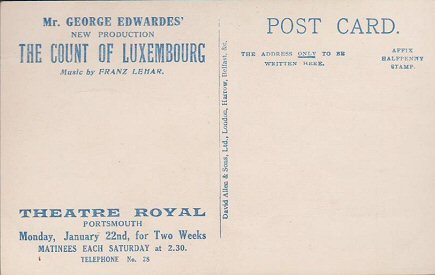 Mr. GEORGE EDWARDES'
NEW PRODUCTION
THE COUNT OF LUXEMBOURG
Music by FRANZ LEHAR.
THEATRE ROYAL
PORTSMOUTH
Monday, January 22nd, for Two Weeks
MATINEES EACH SATURDAY at 2.30.
TELEPHONE No. 78
David Allen & Sons, Ltd., London, Harrow, Belfast, &c.
POST CARD.
THE ADDRESS ONLY TO BE
WRITTEN HERE.
AFFIX
HALFPENNY
STAMP.